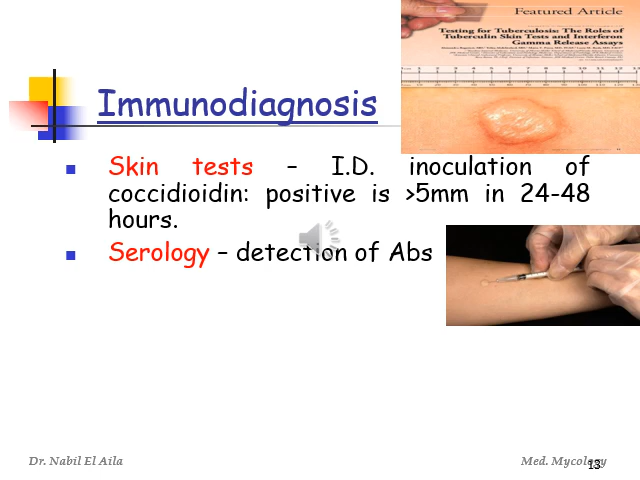 Featured Article
Testing for Tuberculosis: The Roles of
Tuberculin Skin Tests and Interferon
Gamma Release Assays
Immunodiagnosis
Skin tests – I.D. inoculation of
coccidioidin: positive is >5mm in 24-48
hours.
Serology – detection of Abs
Dr. Nabil El Aila
Med. Mycology
13